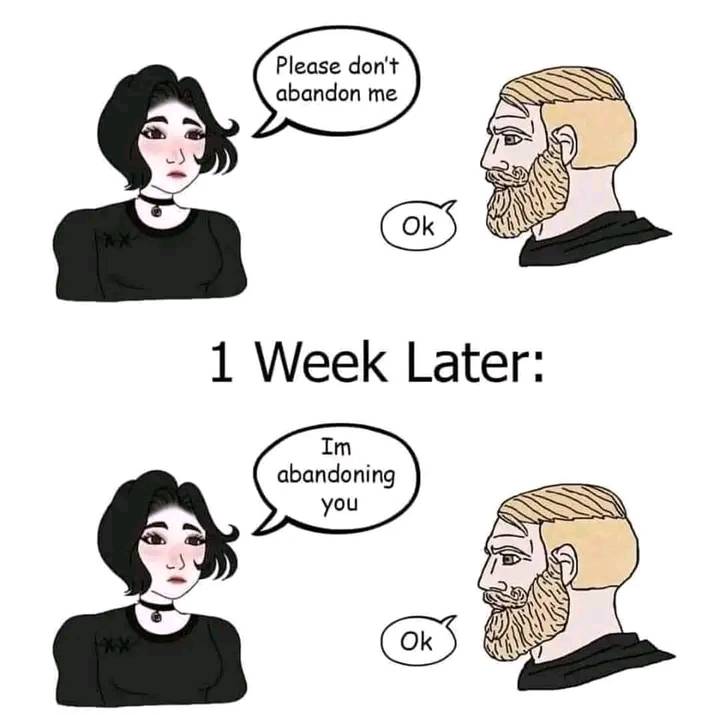 Please don't
abandon me
Ok
1 Week Later:
Im
abandoning
you
Ok